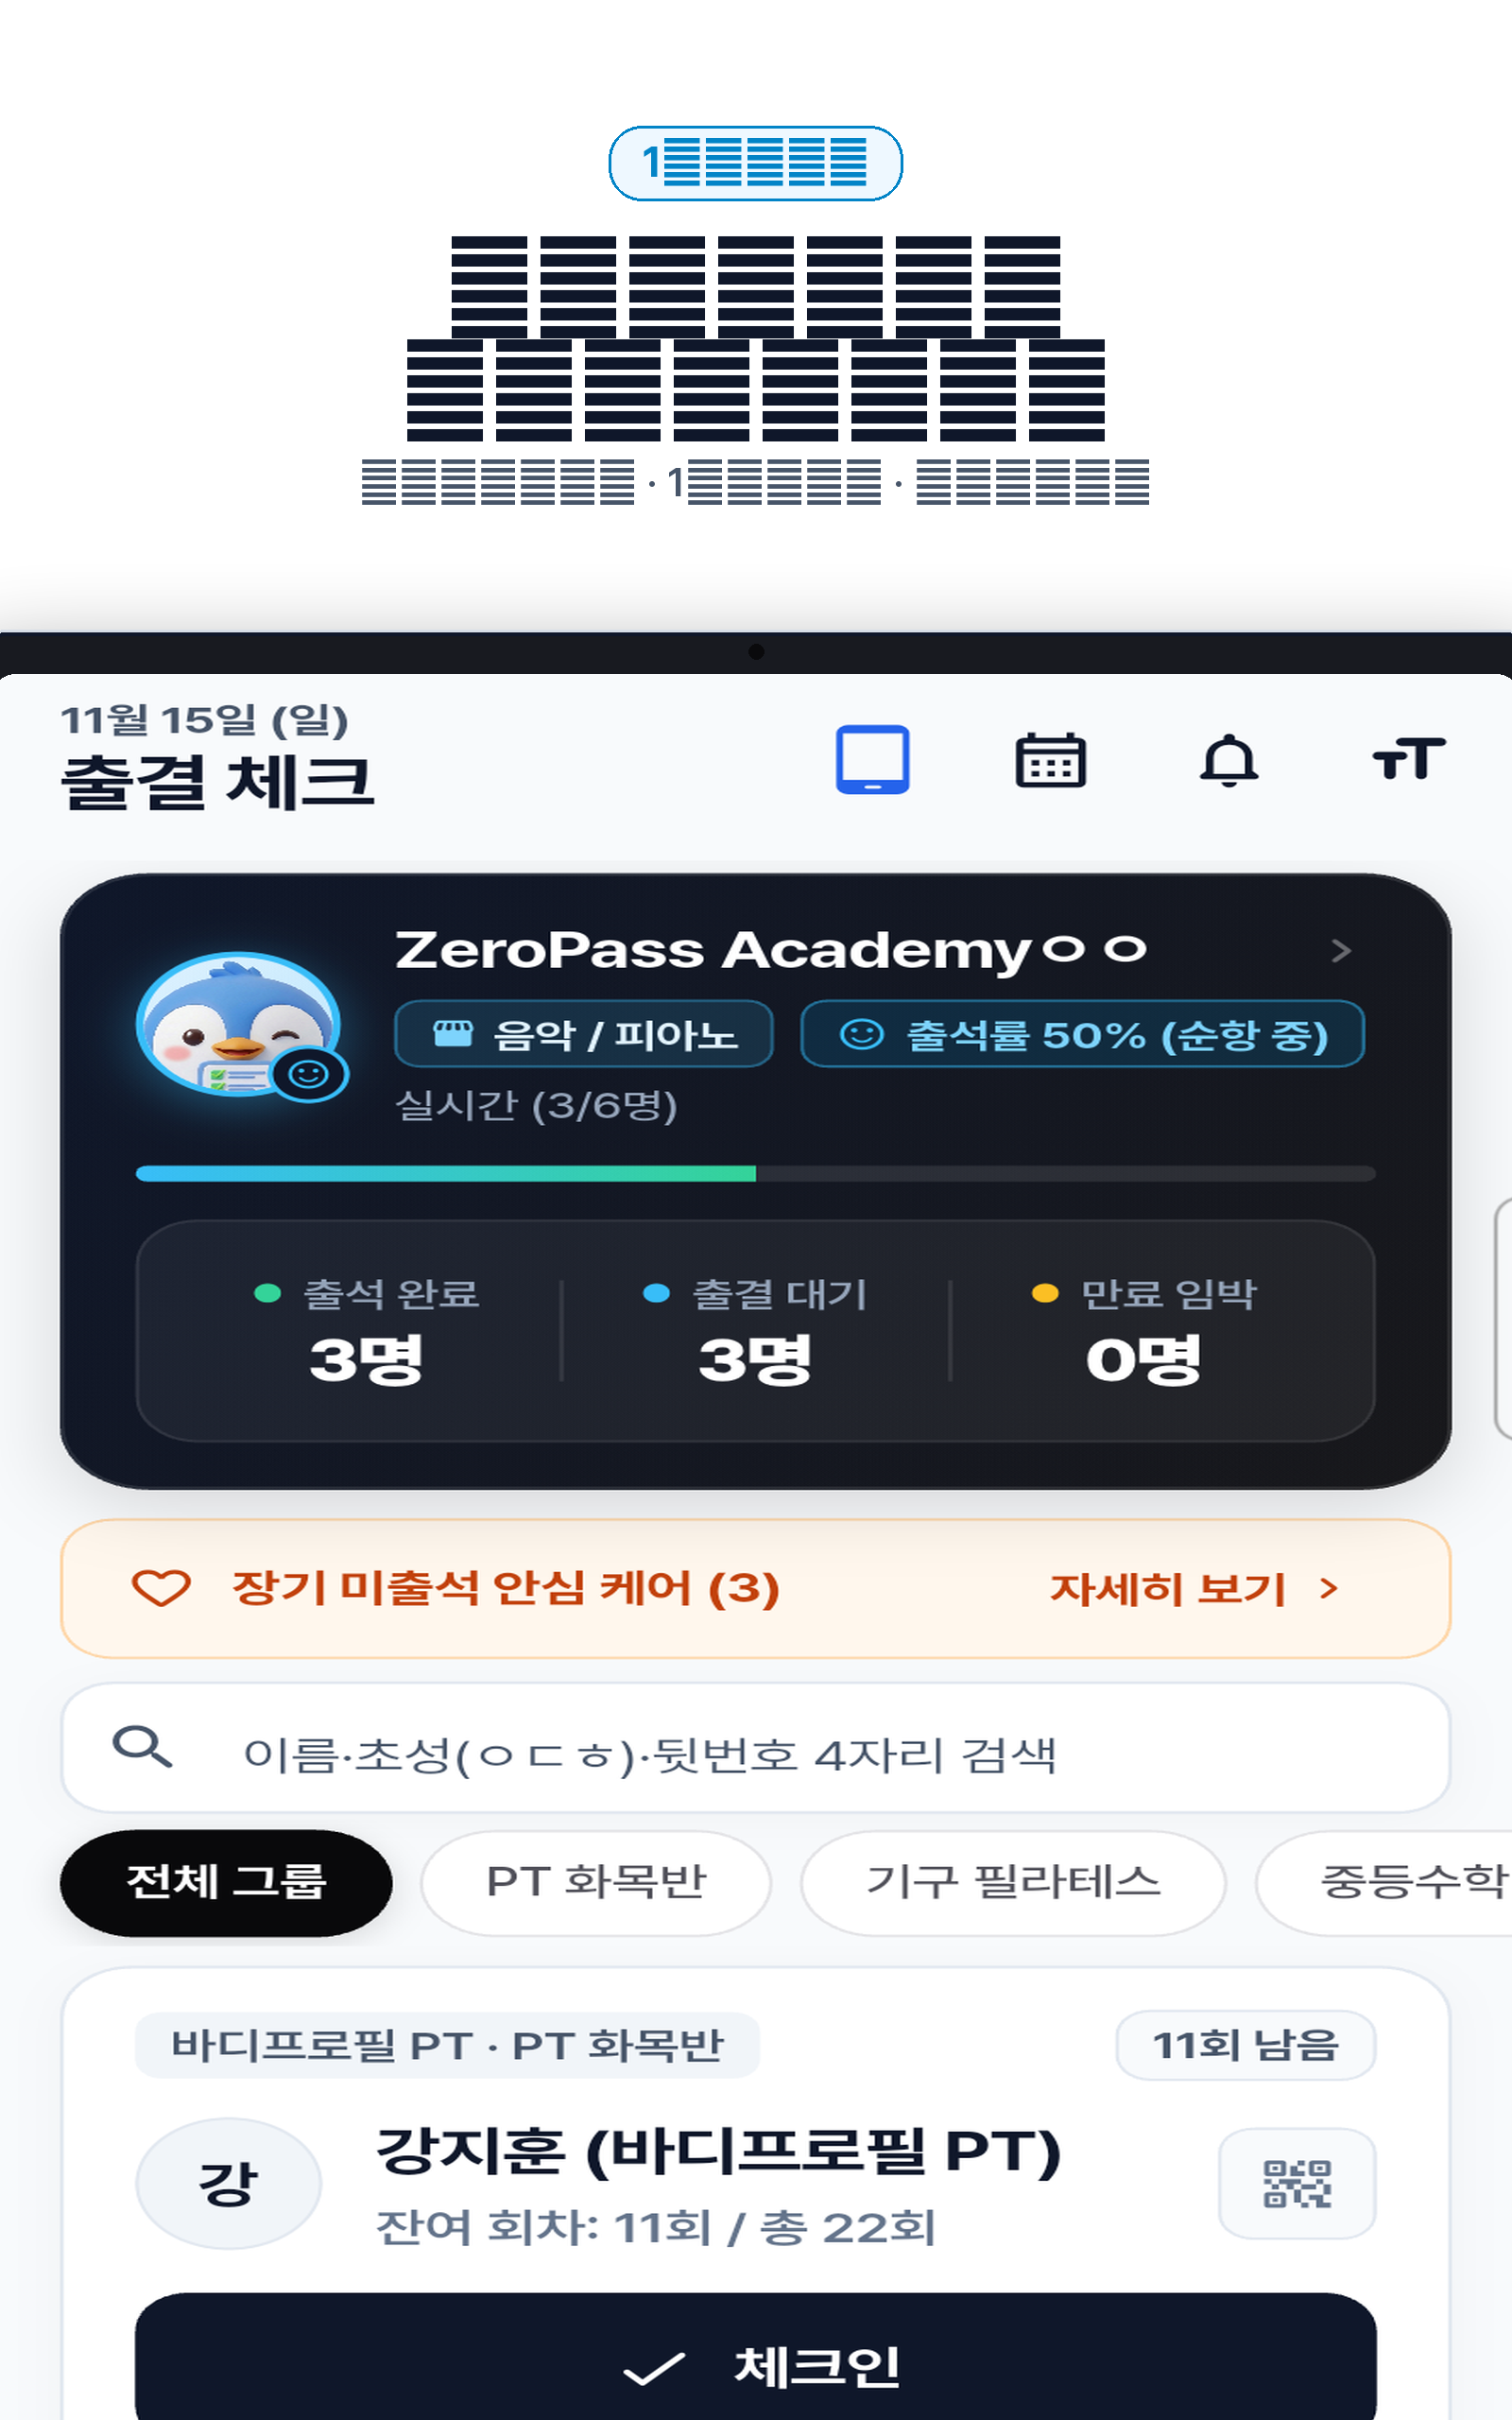 11월 15일 (일)
출결 체크
ZeroPass Academyㅇㅇ
음악 / 피아노
출석률 50% (순항 중)
실시간 (3/6명)
출석 완료
3명
출결 대기
3명
만료 임박
0명
장기 미출석 안심 케어 (3)
자세히 보기
이름·초성(ㅇㄷㅎ)·뒷번호 4자리 검색
전체 그룹
PT 화목반
기구 필라테스
중등수학
바디프로필 PT · PT 화목반
11회 남음
강
강지훈 (바디프로필 PT)
잔여 회차: 11회 / 총 22회
체크인